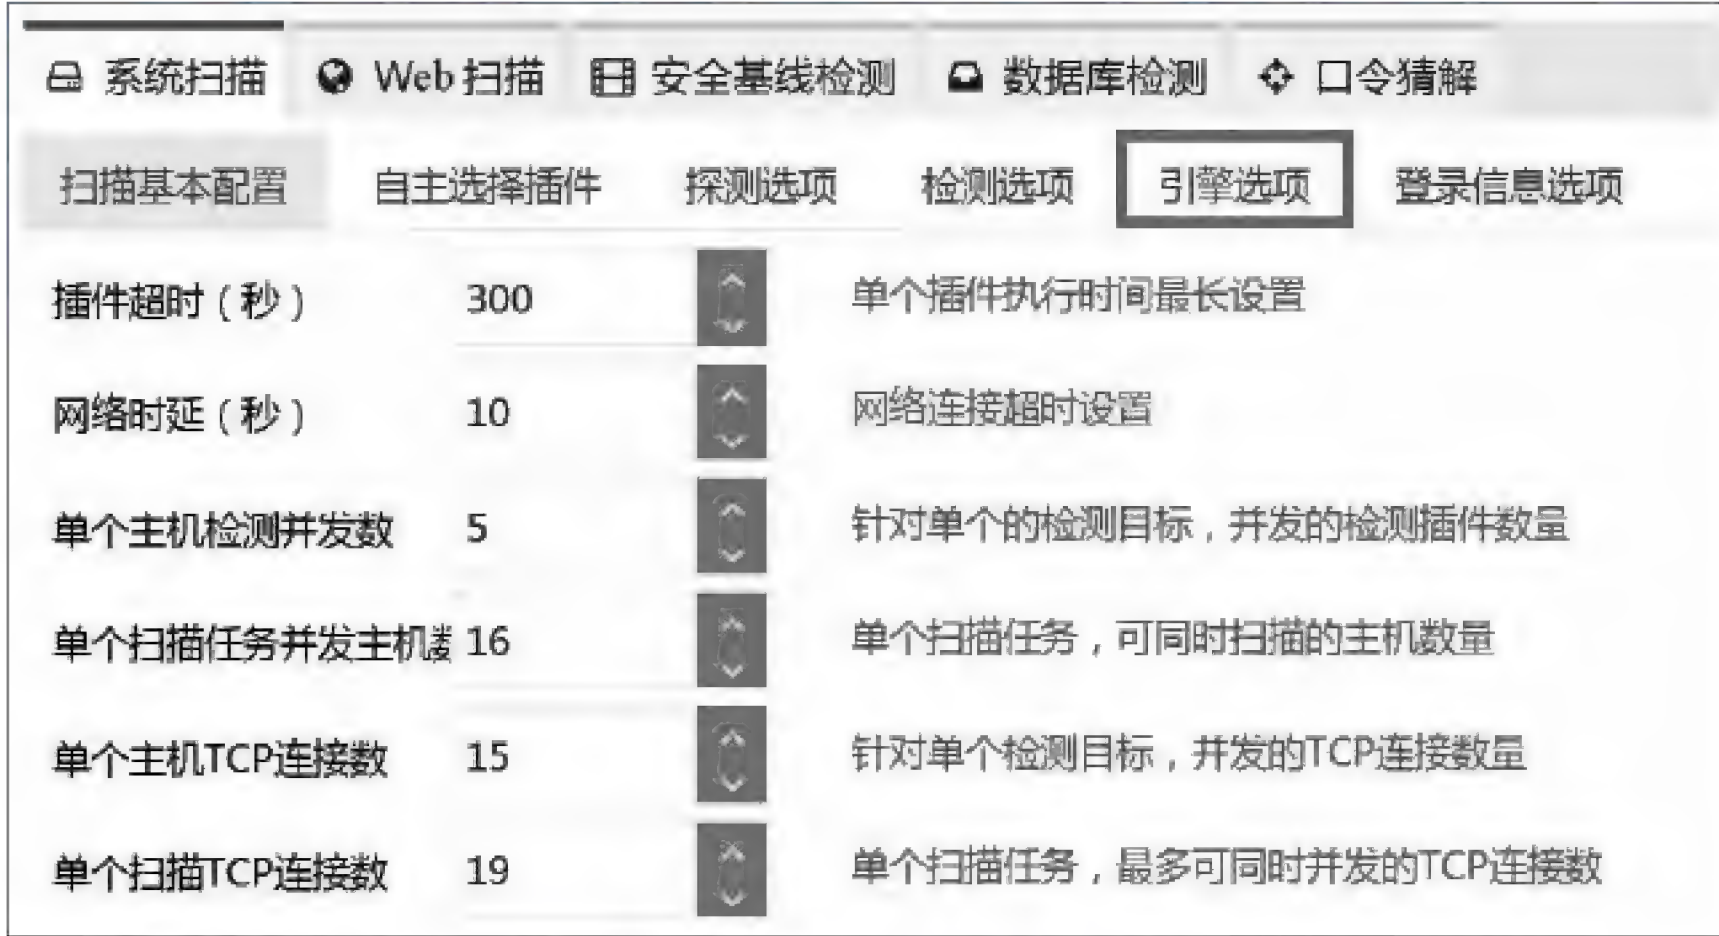 系统扫描 Web 扫描 安全基线检测 数据库检测 口令猜解
扫描基本配置 自主选择插件 探测选项 检测选项 引擎选项 登录信息选项
插件超时（秒） 300 单个插件执行时间最长设置
网络时延（秒） 10 网络连接超时设置
单个主机检测并发数 5 针对单个的检测目标，并发的检测插件数量
单个扫描任务并发主机 16 单个扫描任务，可同时扫描的主机数量
单个主机TCP连接数 15 针对单个检测目标，并发的TCP连接数量
单个扫描TCP连接数 19 单个扫描任务，最多可同时并发的TCP连接数